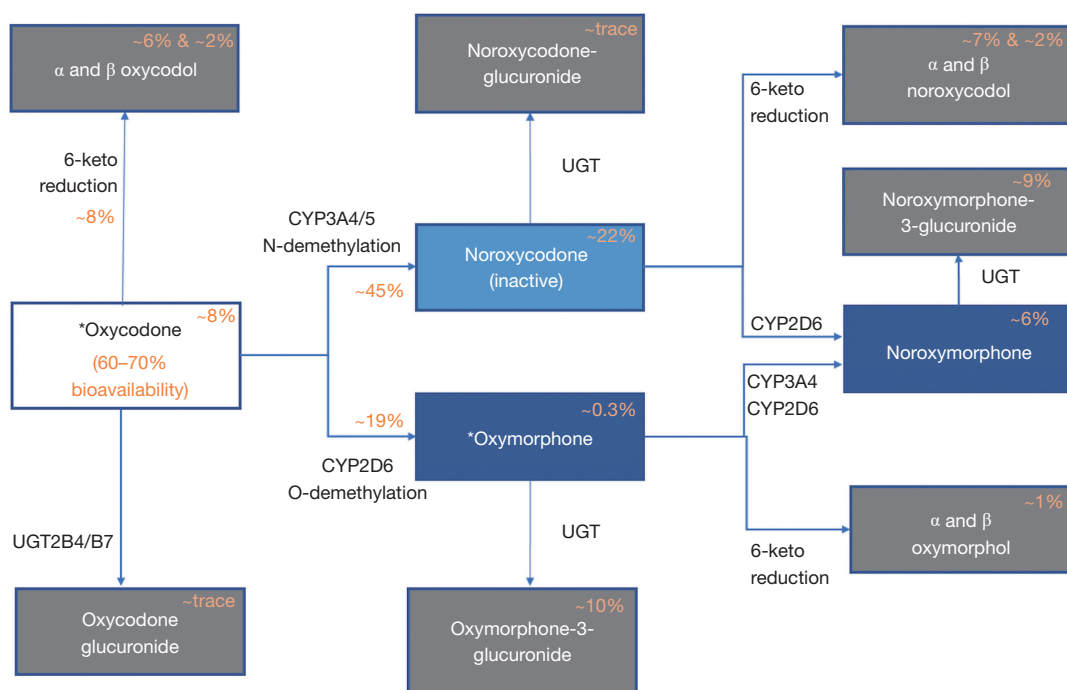 ~6% & ~2%
α and β oxycodol
6-keto
reduction
~8%
~8%
*Oxycodone
(60–70%
bioavailability)
UGT2B4/B7
~trace
Oxycodone
glucuronide
CYP3A4/5
N-demethylation
~45%
~19%
CYP2D6
O-demethylation
~trace
Noroxycodone-
glucuronide
UGT
~22%
Noroxycodone
(inactive)
~0.3%
*Oxymorphone
UGT
~10%
Oxymorphone-3-
glucuronide
6-keto
reduction
CYP2D6
CYP3A4
CYP2D6
6-keto
reduction
~7% & ~2%
α and β
noroxycodol
~9%
Noroxymorphone-
3-glucuronide
UGT
~6%
Noroxymorphone
~1%
α and β
oxymorphol